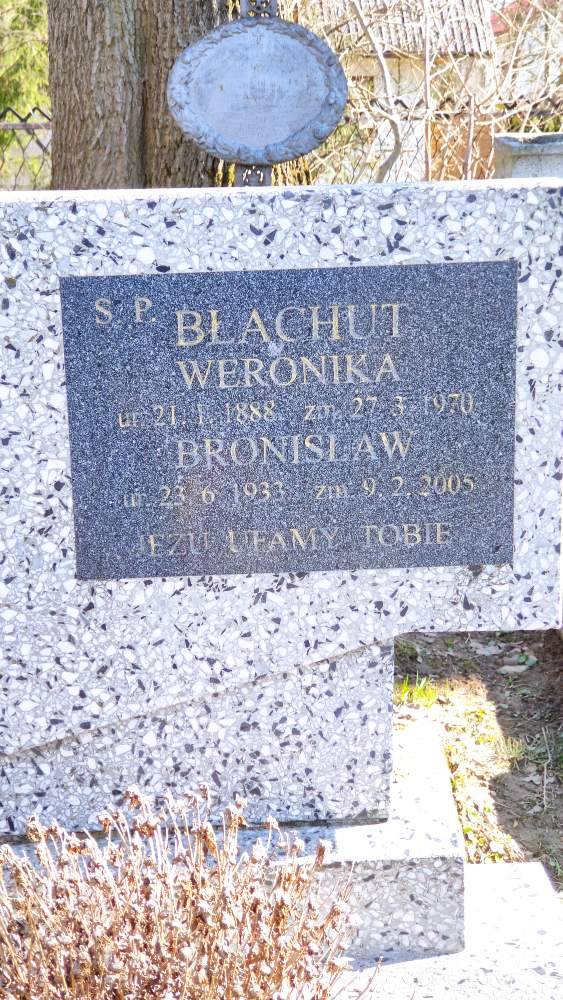 S. P.
BŁACHUT
WERONIKA
ur. 21. 1. 1888 zm. 27. 3. 1970
BRONISŁAW
ur. 23. 6. 1933 zm. 9. 2. 2005
JEZU UFAMY TOBIE